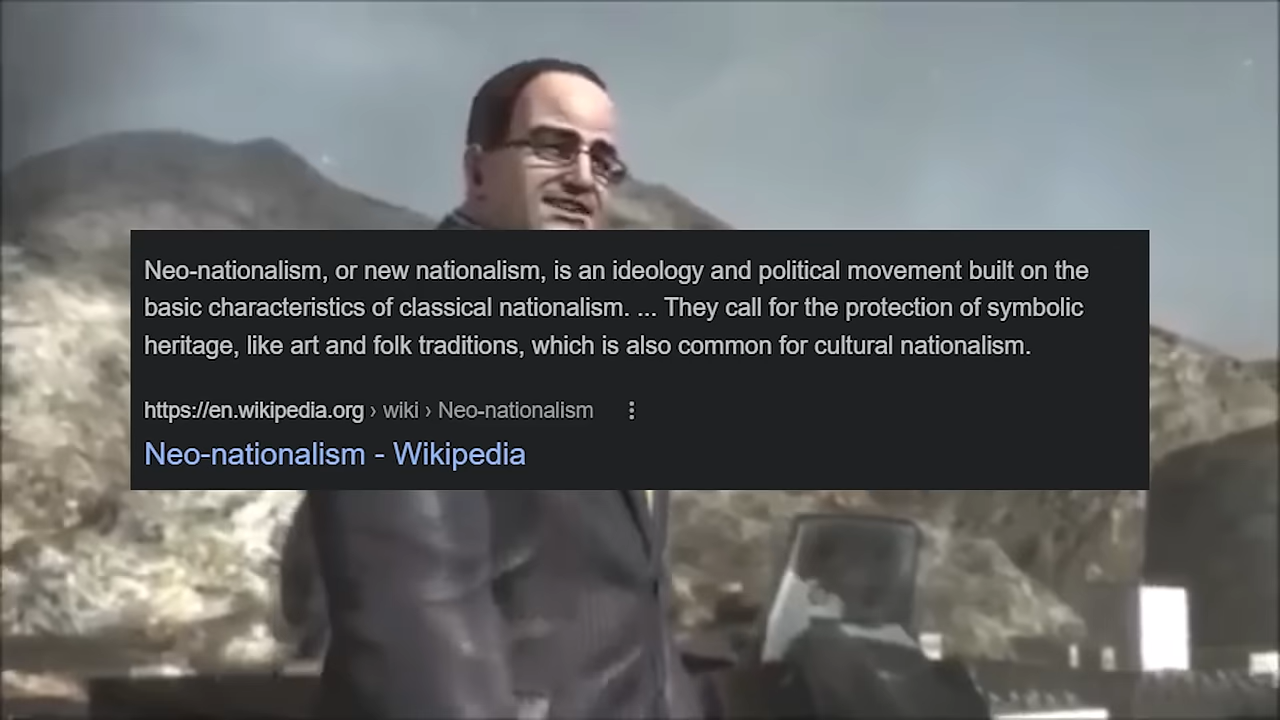 Neo-nationalism, or new nationalism, is an ideology and political movement built on the
basic characteristics of classical nationalism. ... They call for the protection of symbolic
heritage, like art and folk traditions, which is also common for cultural nationalism.
https://en.wikipedia.org › wiki › Neo-nationalism
Neo-nationalism - Wikipedia